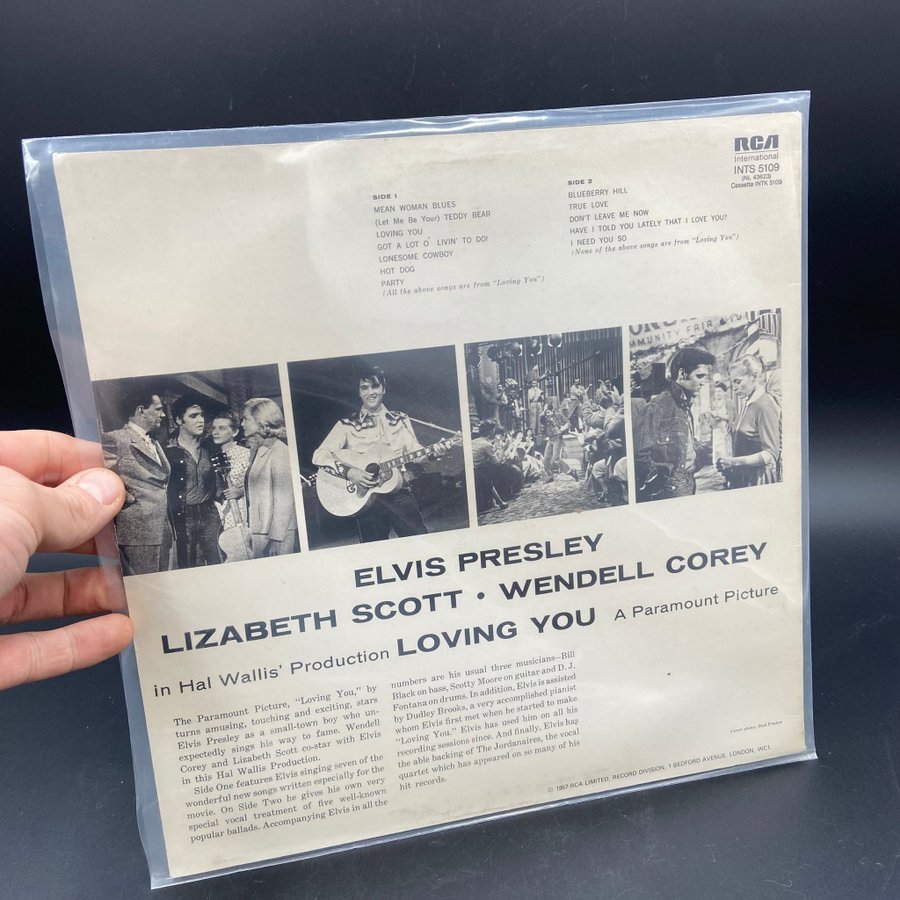 RCA
International
INTS 5109
(NL 43623)
Cassette INTK 5109
SIDE 1
MEAN WOMAN BLUES
(Let Me Be Your) TEDDY BEAR
LOVING YOU
GOT A LOT O' LIVIN' TO DO!
LONESOME COWBOY
HOT DOG
PARTY
(All the above songs are from "Loving You")
SIDE 2
BLUEBERRY HILL
TRUE LOVE
DON'T LEAVE ME NOW
HAVE I TOLD YOU LATELY THAT I LOVE YOU?
I NEED YOU SO
(None of the above songs are from "Loving You")
MMUNITY FAIR
ELVIS PRESLEY
LIZABETH SCOTT • WENDELL COREY
in Hal Wallis' Production LOVING YOU A Paramount Picture
The Paramount Picture, "Loving You," by
turns amusing, touching and exciting, stars
Elvis Presley as a small-town boy who un-
expectedly sings his way to fame. Wendell
Corey and Lizabeth Scott co-star with Elvis
in this Hal Wallis Production.
Side One features Elvis singing seven of the
wonderful new songs written especially for the
movie. On Side Two he gives his own very
special vocal treatment of five well-known
popular ballads. Accompanying Elvis in all the
numbers are his usual three musicians—Bill
Black on bass, Scotty Moore on guitar and D. J.
Fontana on drums. In addition, Elvis is assisted
by Dudley Brooks, a very accomplished pianist
whom Elvis first met when he started to make
"Loving You." Elvis has used him on all his
recording sessions since. And finally, Elvis has
the able backing of The Jordanaires, the vocal
quartet which has appeared on so many of his
hit records.
Cover photo:
© 1957 RCA LIMITED, RECORD DIVISION, 1 BEDFORD AVENUE, LONDON, WC1.